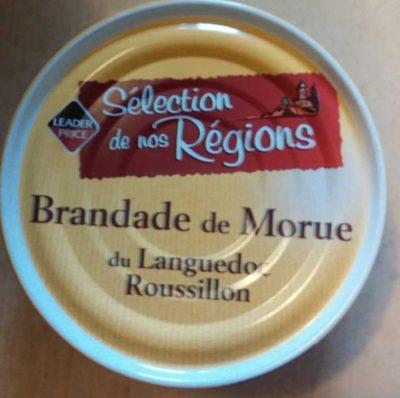 LEADER
PRICE
Sélection
de nos Régions
Brandade de Morue
du Languedoc
Roussillon